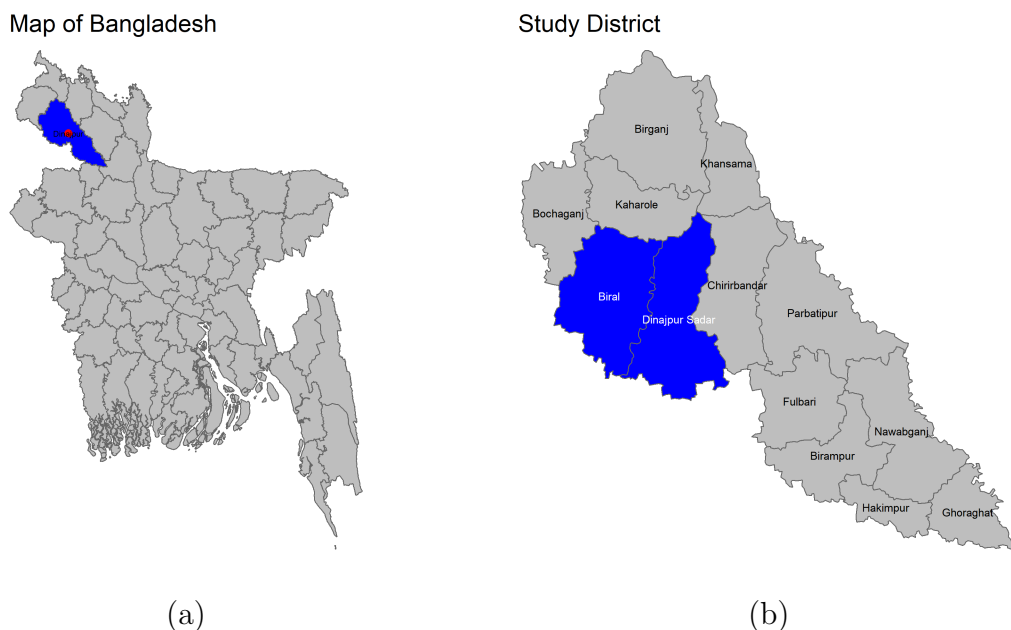 Map of Bangladesh
Study District
Birganj
Khansama
Kaharole
Bochaganj
Chirirbandar
Biral
Dinajpur Sadar
Parbatipur
Fulbari
Nawabganj
Birampur
Hakimpur
Ghoraghat
(a)
(b)